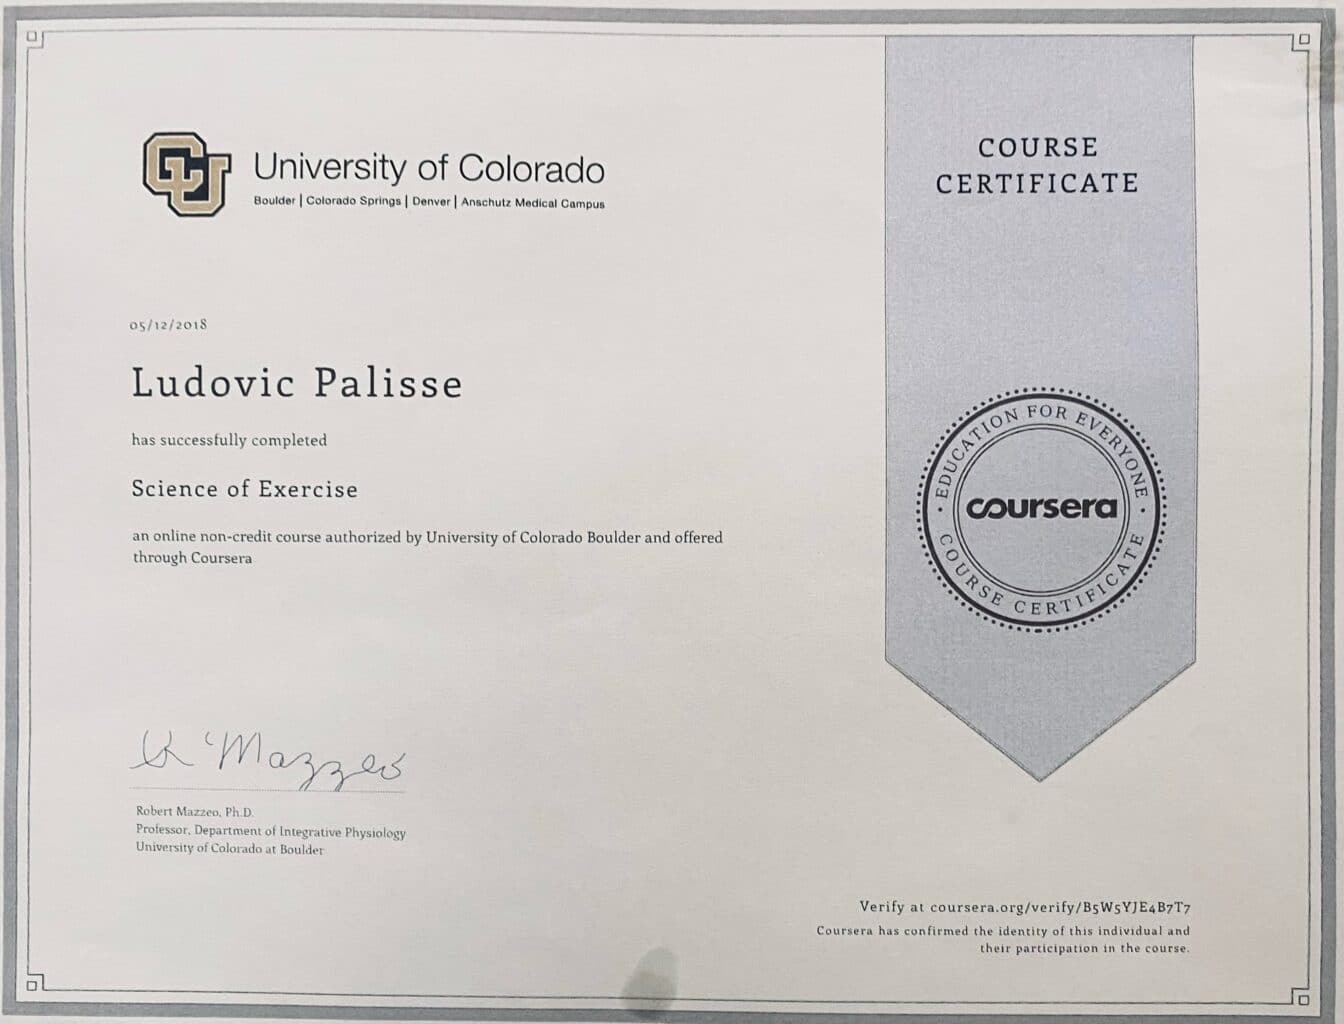 CU
University of Colorado
Boulder | Colorado Springs | Denver | Anschutz Medical Campus
COURSE
CERTIFICATE
05/12/2018
Ludovic Palisse
has successfully completed
Science of Exercise
an online non-credit course authorized by University of Colorado Boulder and offered
through Coursera
EDUCATION FOR EVERYONE
coursera
COURSE CERTIFICATE
R Mazzeo
Robert Mazzeo, Ph.D.
Professor, Department of Integrative Physiology
University of Colorado at Boulder
Verify at coursera.org/verify/B5W5YJE4B7T7
Coursera has confirmed the identity of this individual and
their participation in the course.